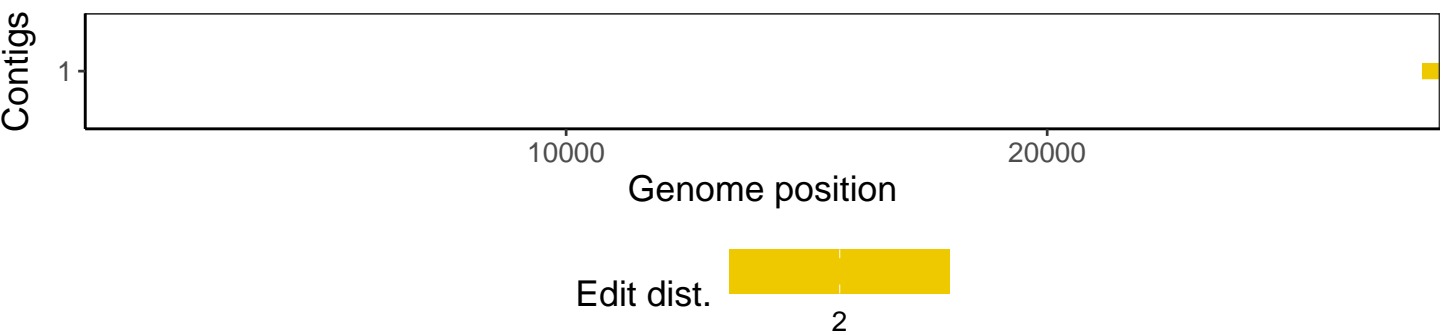 Contigs
1
10000 20000
Genome position
Edit dist.
2